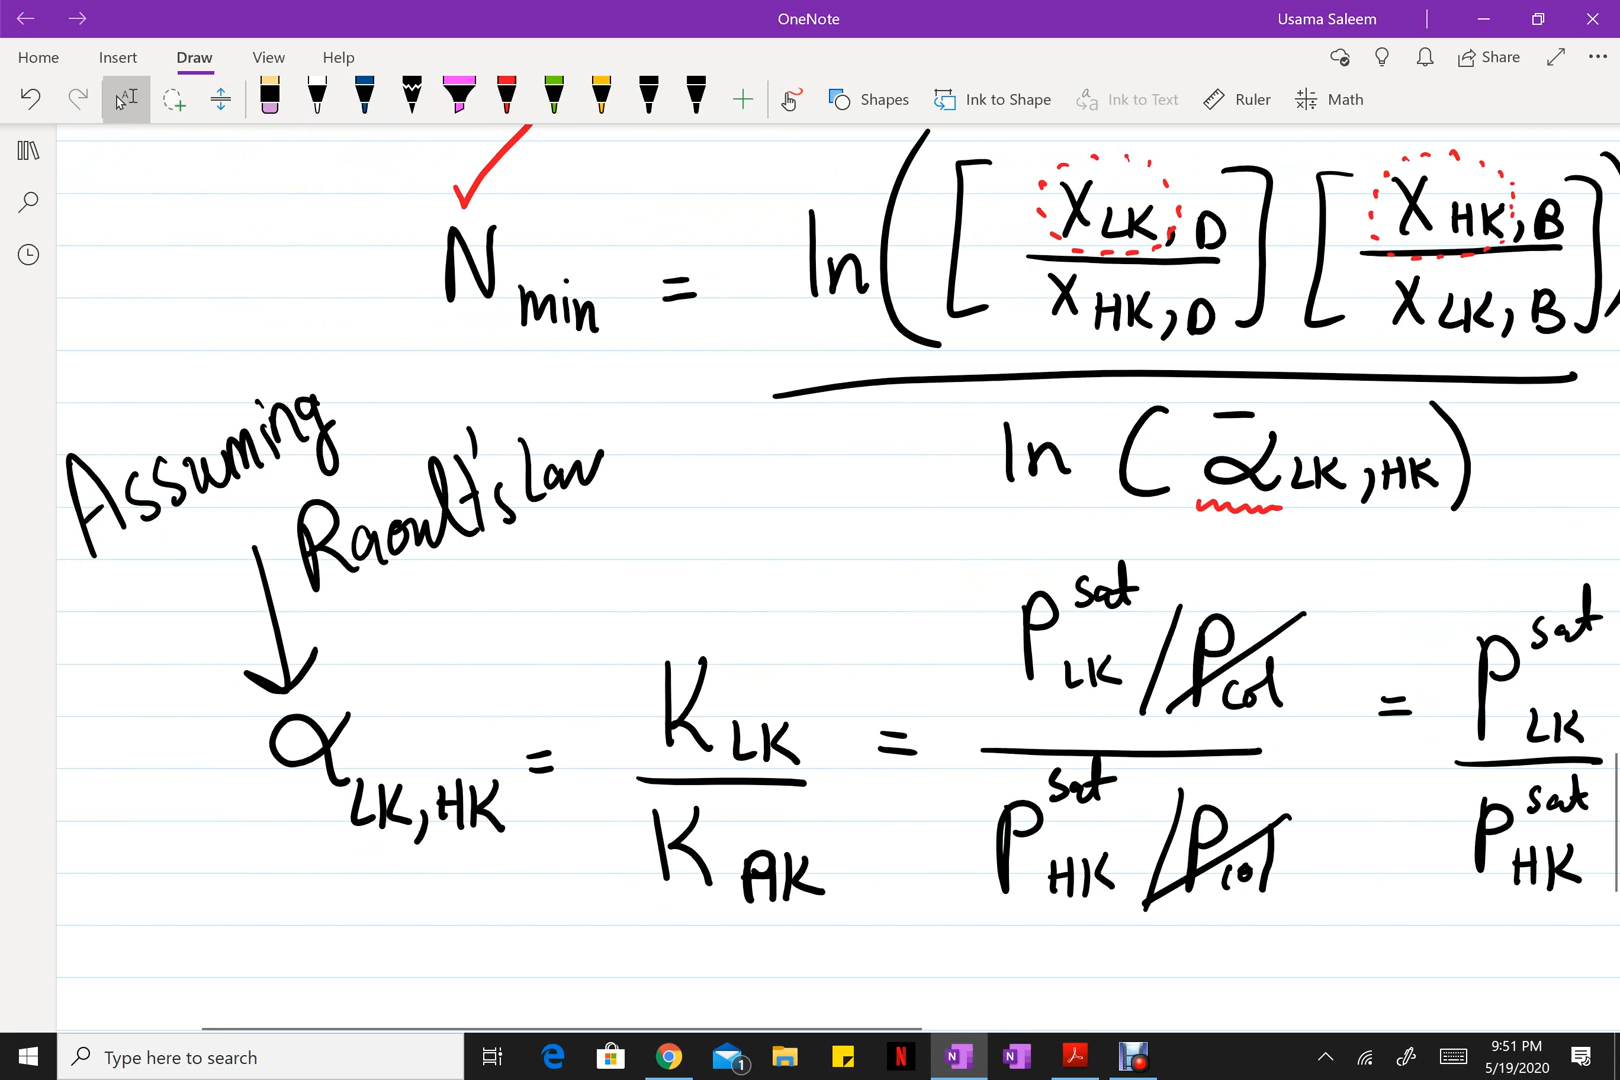 OneNote
Usama Saleem
Home Insert Draw View Help
Share
Shapes Ink to Shape Ink to Text Ruler Math
N min = ln([X LK, D / X HK, D] [X HK, B / X LK, B])
ln (ᾱ LK, HK)
Assuming
Raoult's Law
α LK, HK = K LK / K HK = P sat LK / P col / P sat HK / P col = P sat LK / P sat HK
Type here to search
1
9:51 PM
5/19/2020